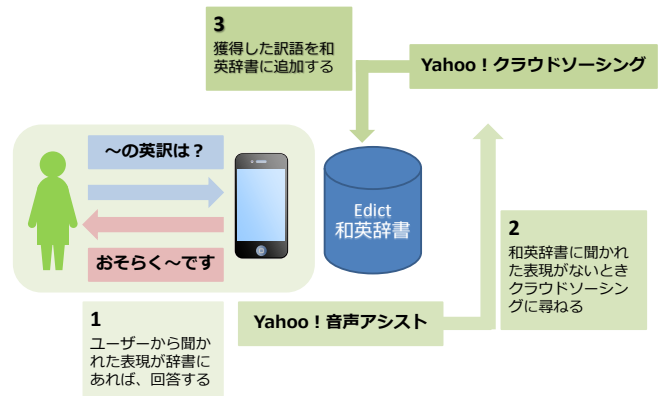 3
獲得した訳語を和
英辞書に追加する
Yahoo！クラウドソーシング
～の英訳は？
おそらく～です
Edict
和英辞書
2
和英辞書に聞かれ
た表現がないとき
クラウドソーシン
グに尋ねる
Yahoo！音声アシスト
1
ユーザーから聞か
れた表現が辞書に
あれば、回答する